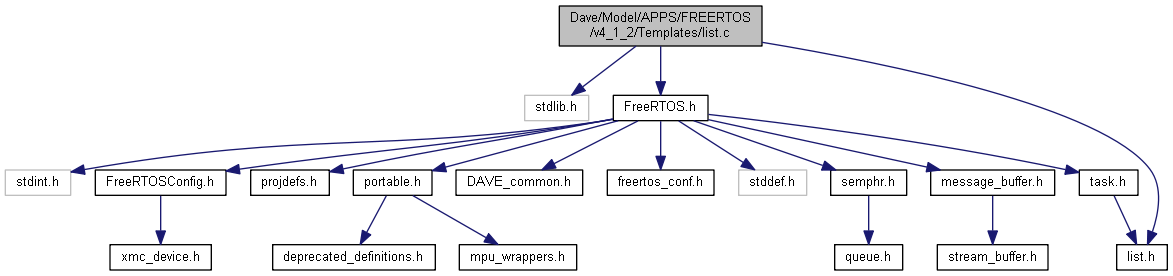 Dave/Model/APPS/FREERTOS
/v4_1_2/Templates/list.c
stdlib.h
FreeRTOS.h
stdint.h
FreeRTOSConfig.h
projdefs.h
portable.h
DAVE_common.h
freertos_conf.h
stddef.h
semphr.h
message_buffer.h
task.h
xmc_device.h
deprecated_definitions.h
mpu_wrappers.h
queue.h
stream_buffer.h
list.h